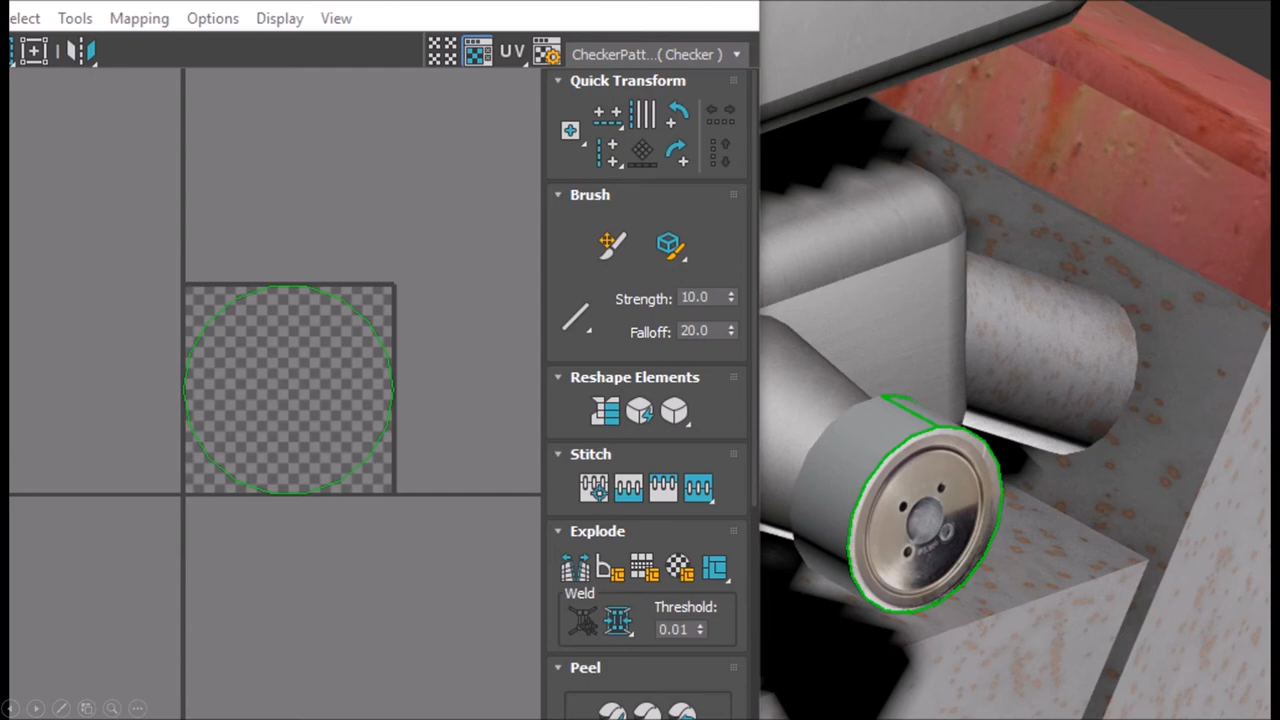 elect Tools Mapping Options Display View
UV CheckerPatt...( Checker )
Quick Transform
Brush
Strength: 10.0
Falloff: 20.0
Reshape Elements
Stitch
Explode
Weld
Threshold:
0.01
Peel